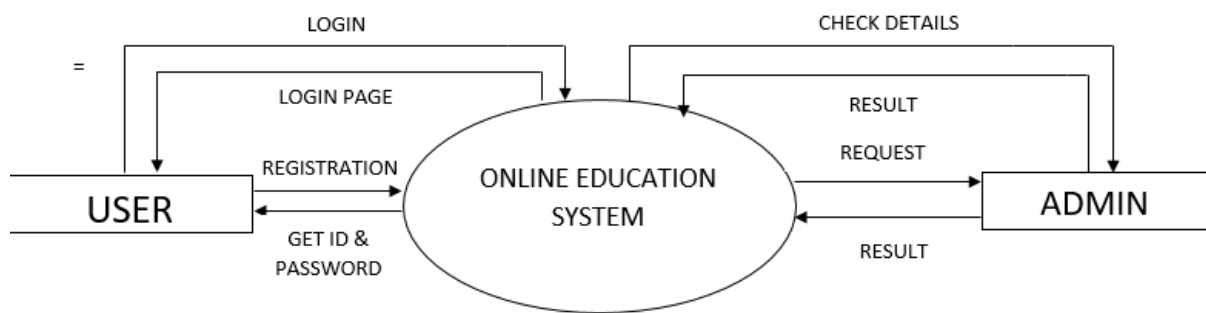 LOGIN
CHECK DETAILS
=
LOGIN PAGE
RESULT
REGISTRATION
REQUEST
USER
ONLINE EDUCATION
SYSTEM
ADMIN
GET ID &
PASSWORD
RESULT